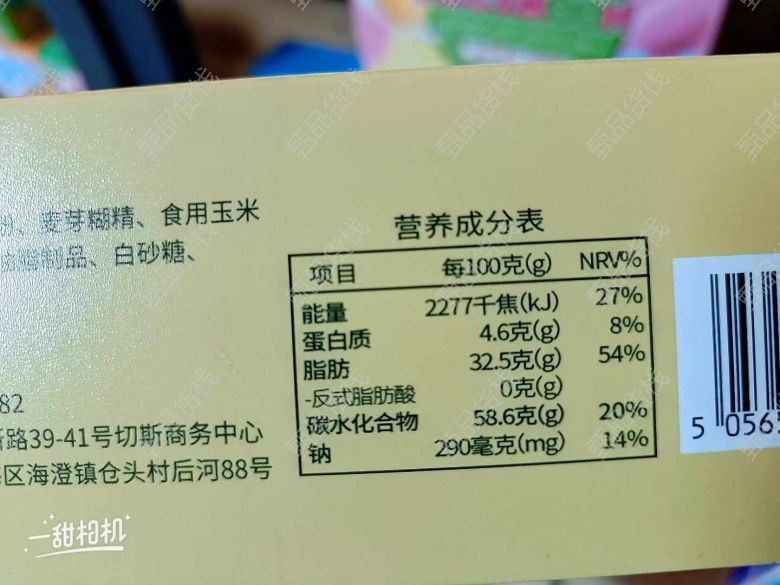 、麦芽糊精、食用玉米
脂制品、白砂糖、
营养成分表
项目 每100克(g) NRV%
能量 2277千焦(kJ) 27%
蛋白质 4.6克(g) 8%
脂肪 32.5克(g) 54%
-反式脂肪酸 0克(g)
碳水化合物 58.6克(g) 20%
钠 290毫克(mg) 14%
82
路39-41号切斯商务中心
区海澄镇仓头村后河88号
5 0565
一甜相机
甄品货栈